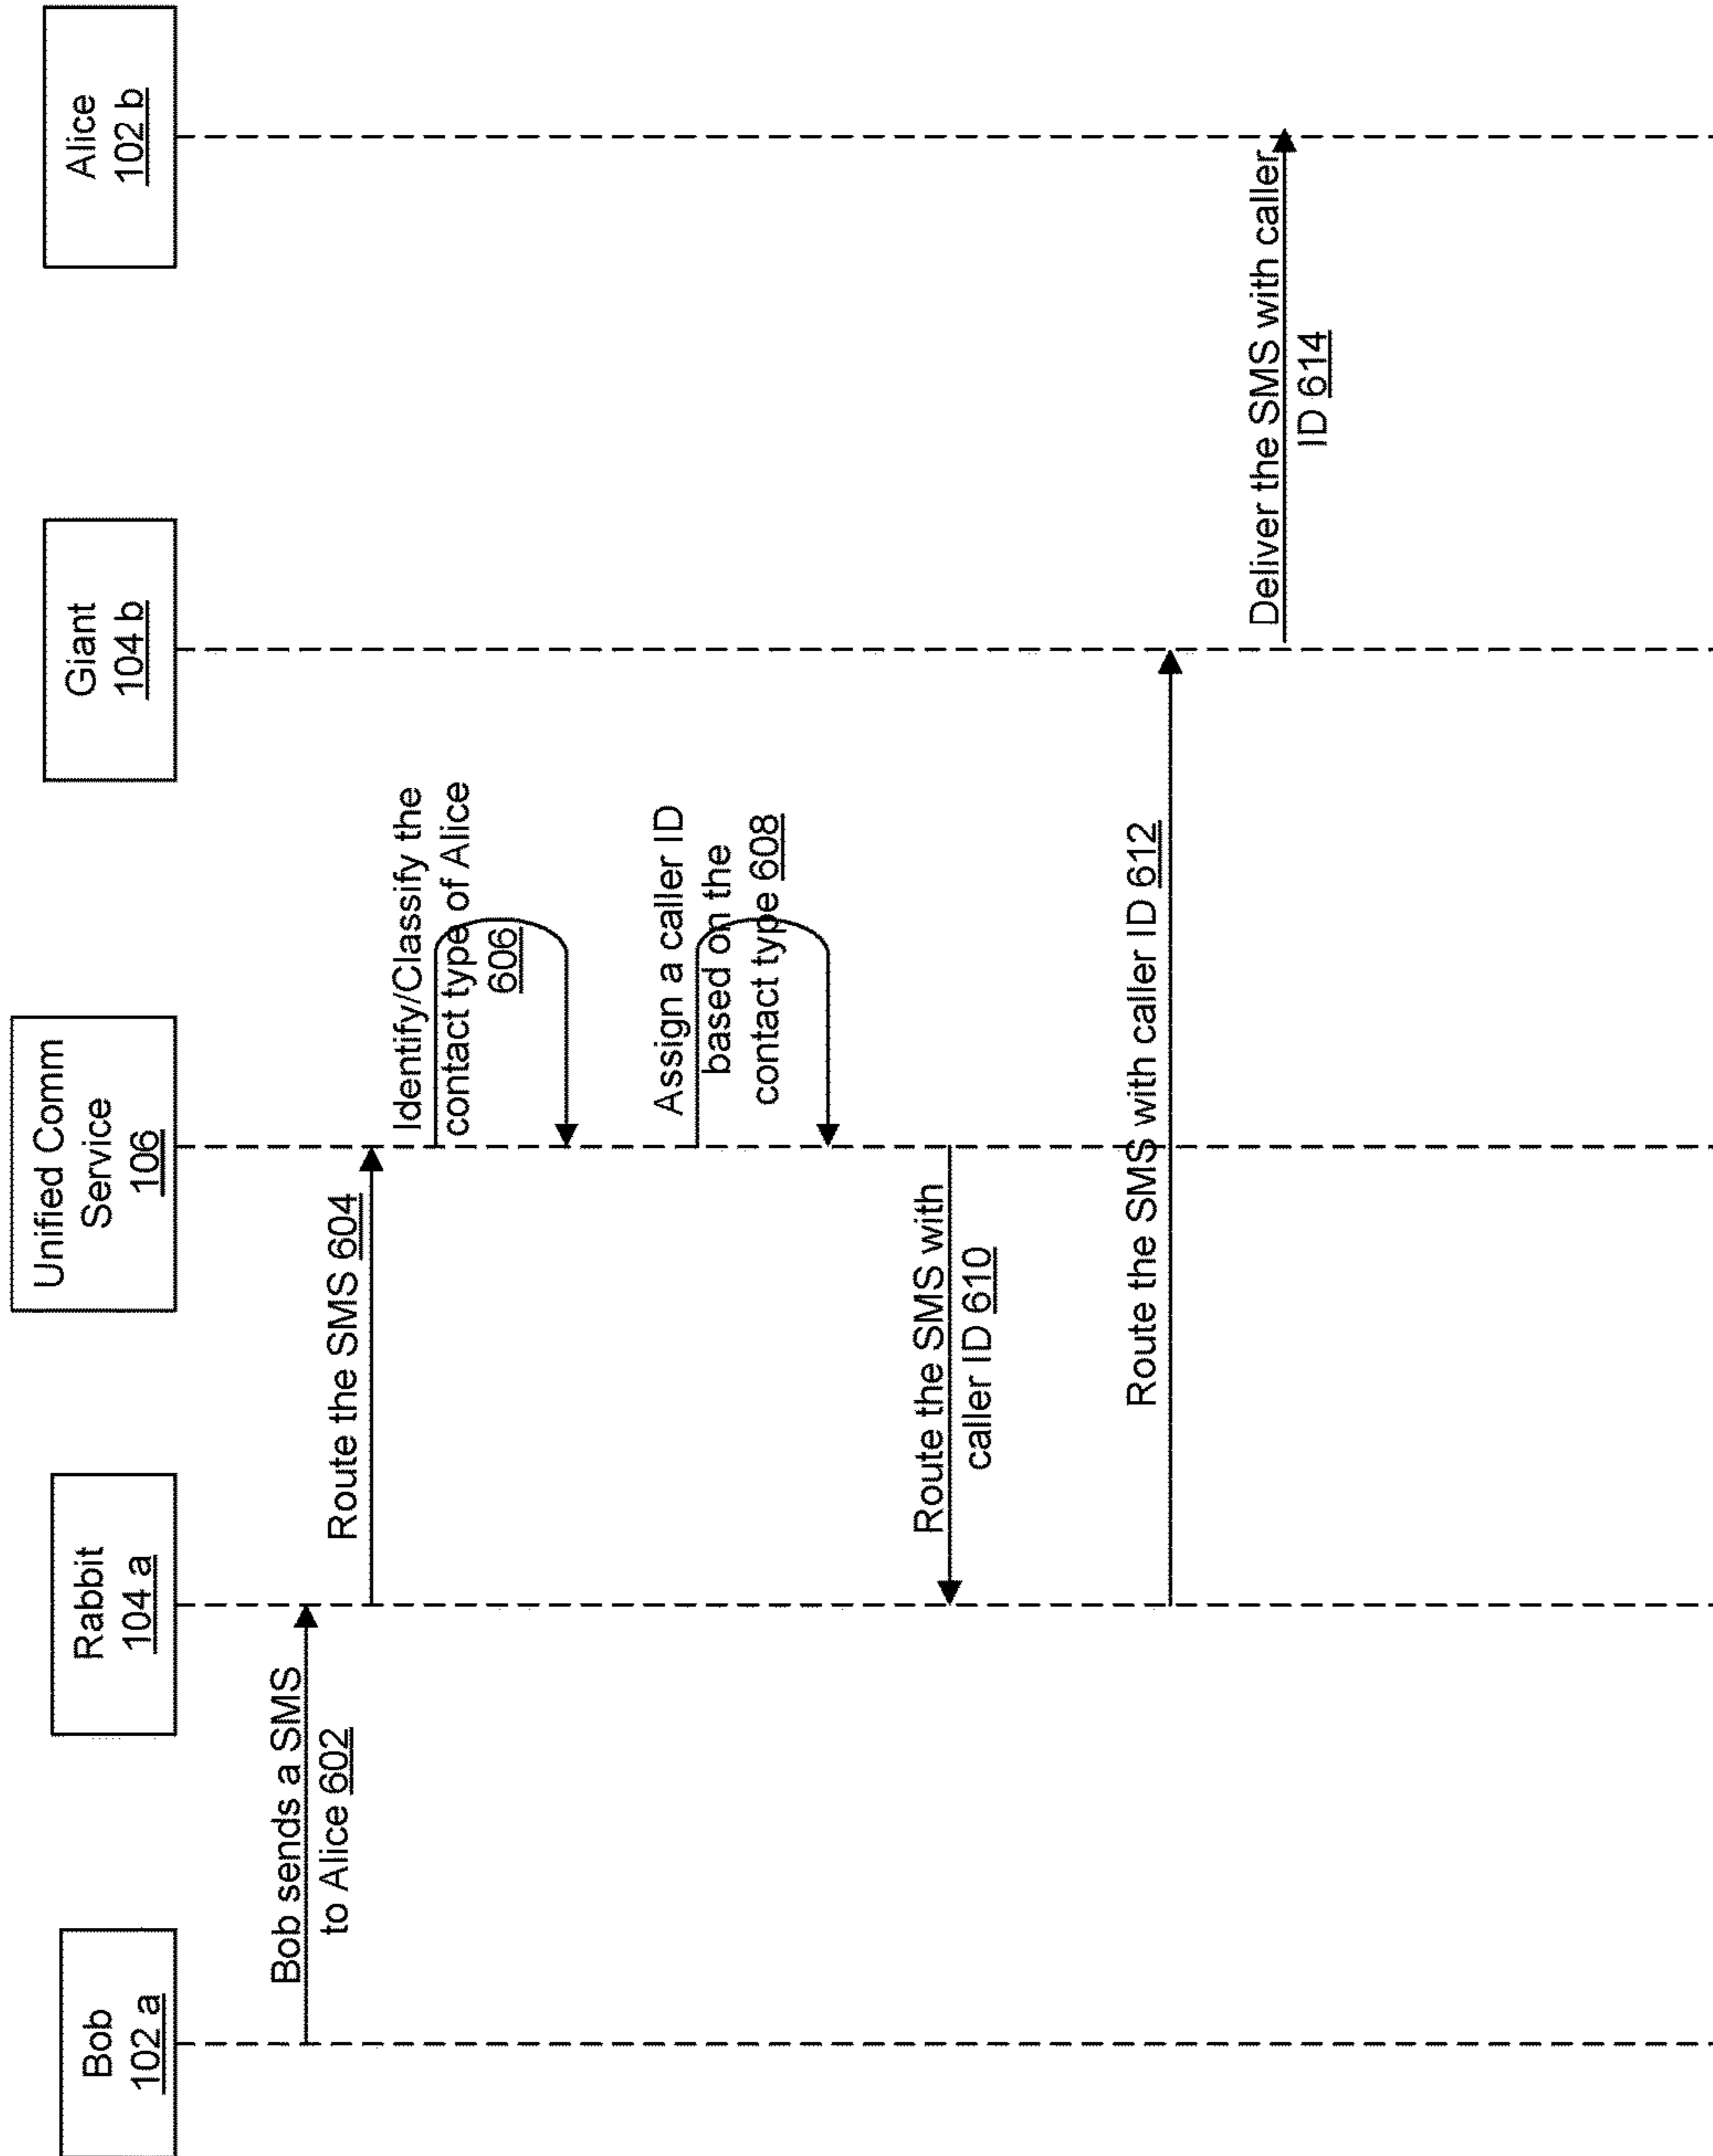 Bob
102 a
Rabbit
104 a
Unified Comm
Service
106
Giant
104 b
Alice
102 b
Bob sends a SMS
to Alice 602
Route the SMS 604
Identify/Classify the
contact type of Alice
606
Assign a caller ID
based on the
contact type 608
Route the SMS with
caller ID 610
Route the SMS with caller ID 612
Deliver the SMS with caller
ID 614